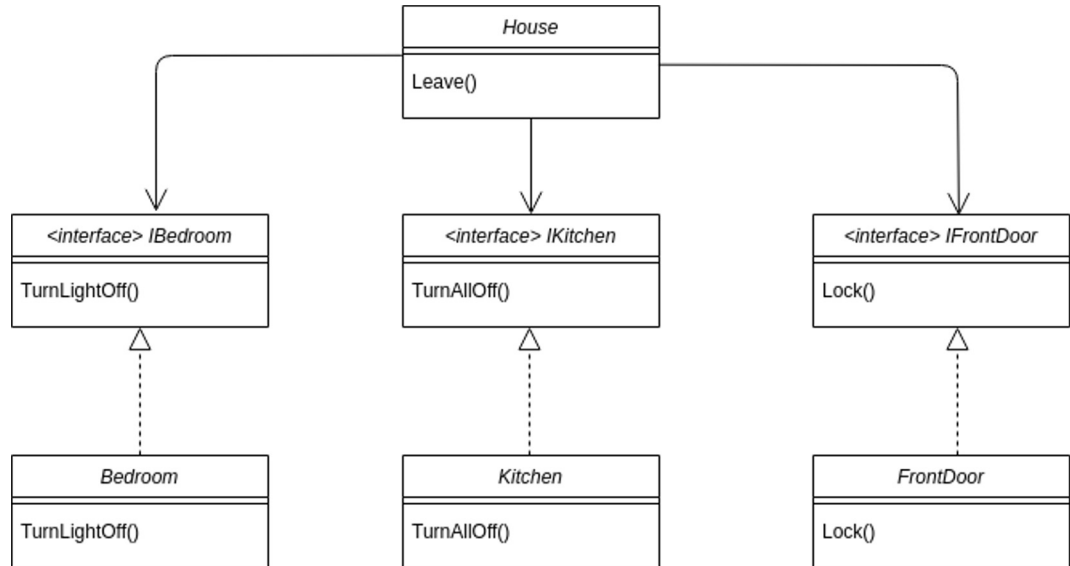 House
Leave()
<interface> IBedroom
TurnLightOff()
<interface> IKitchen
TurnAllOff()
<interface> IFrontDoor
Lock()
Bedroom
TurnLightOff()
Kitchen
TurnAllOff()
FrontDoor
Lock()